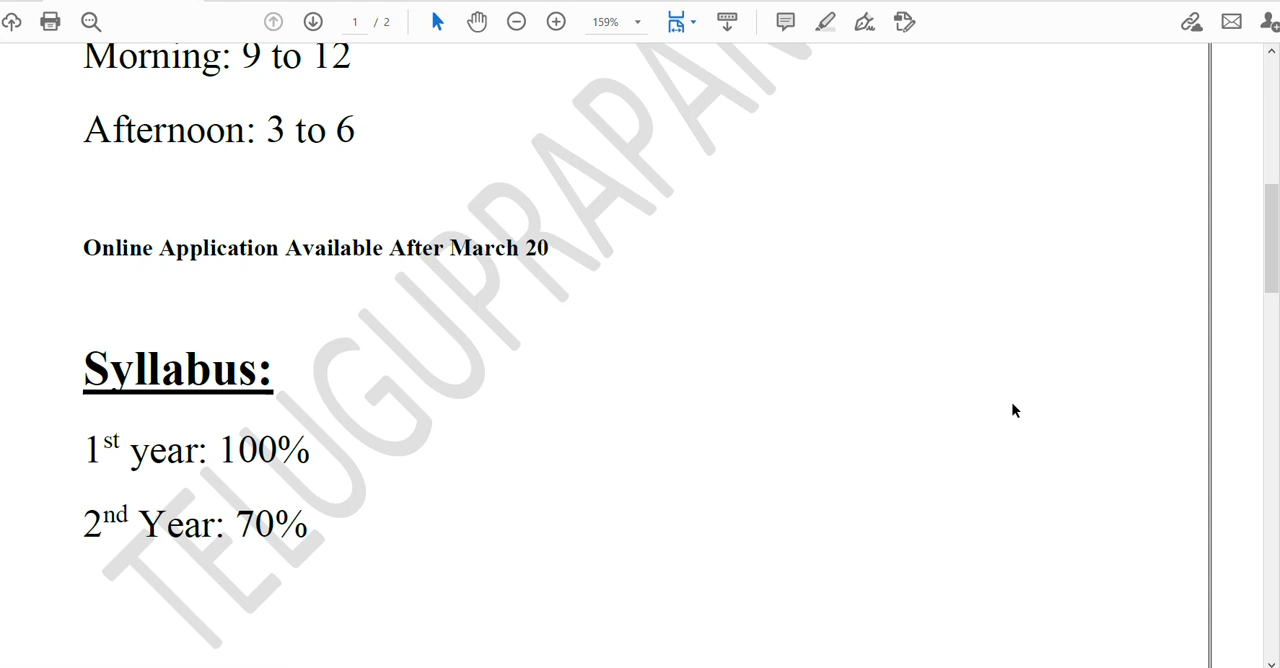 1 / 2
159%
Morning: 9 to 12
Afternoon: 3 to 6
Online Application Available After March 20
Syllabus:
1st year: 100%
2nd Year: 70%
TELUGUPRAPAN